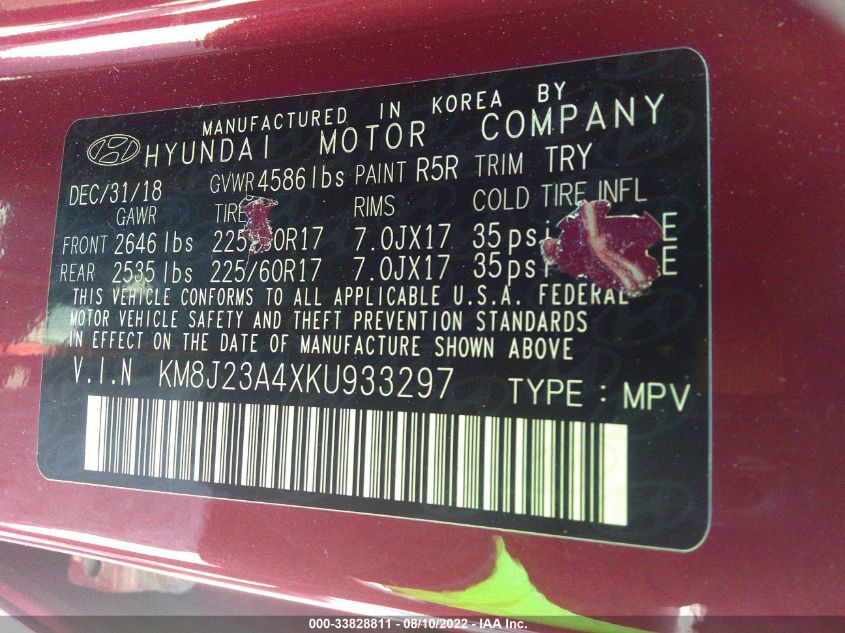 MANUFACTURED IN KOREA BY
HYUNDAI MOTOR COMPANY
DEC/31/18 GVWR 4586 lbs PAINT R5R TRIM TRY
GAWR TIRE RIMS COLD TIRE INFL
FRONT 2646 lbs 225/60R17 7.0JX17 35 psi
REAR 2535 lbs 225/60R17 7.0JX17 35 psi
THIS VEHICLE CONFORMS TO ALL APPLICABLE U.S.A. FEDERAL
MOTOR VEHICLE SAFETY AND THEFT PREVENTION STANDARDS
IN EFFECT ON THE DATE OF MANUFACTURE SHOWN ABOVE
V.I.N KM8J23A4XKU933297 TYPE : MPV
000-33828811 - 08/10/2022 - IAA Inc.